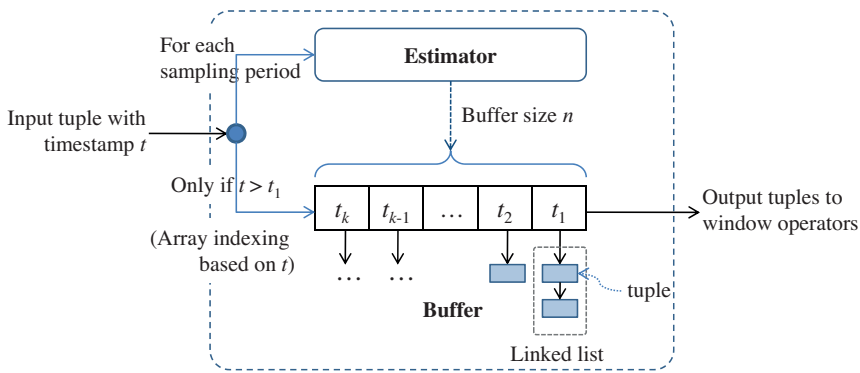 For each
sampling period
Estimator
Input tuple with
timestamp t
Buffer size n
Only if t > t1
tk
tk-1
...
t2
t1
Output tuples to
window operators
(Array indexing
based on t)
...
...
tuple
Buffer
Linked list